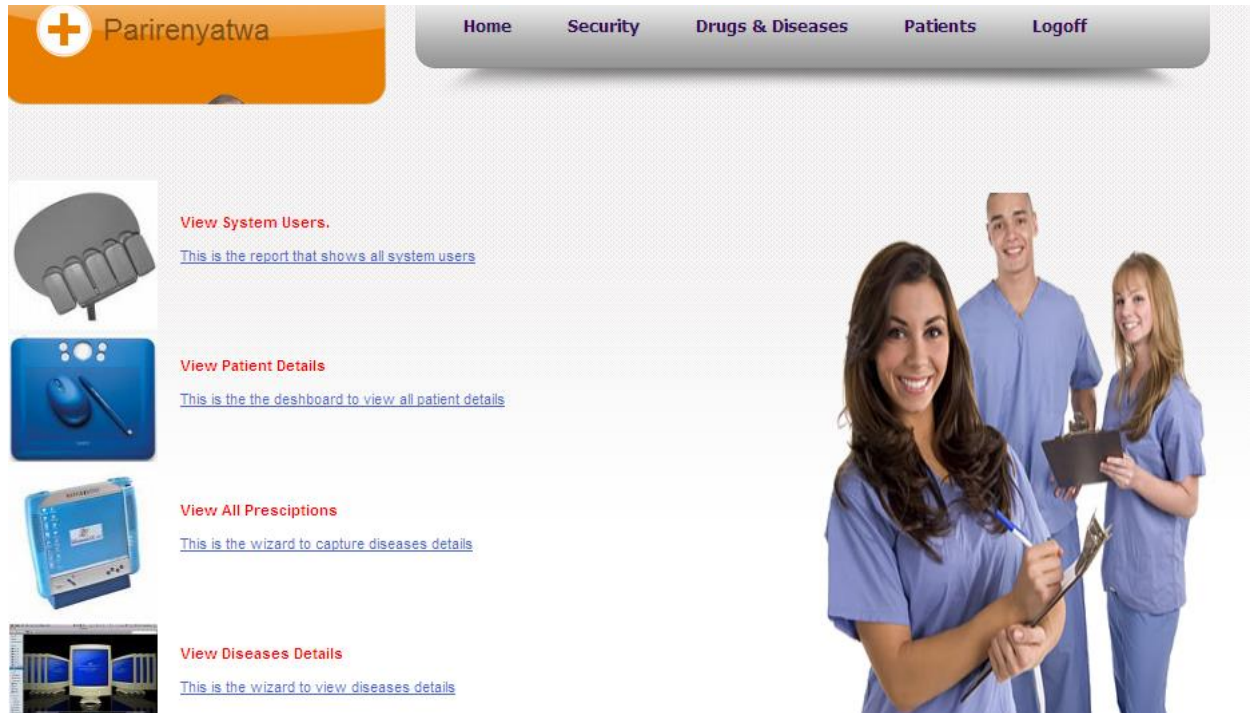 Parirenyatwa
Home Security Drugs & Diseases Patients Logoff
View System Users.
This is the report that shows all system users
View Patient Details
This is the the deshboard to view all patient details
View All Presciptions
This is the wizard to capture diseases details
View Diseases Details
This is the wizard to view diseases details